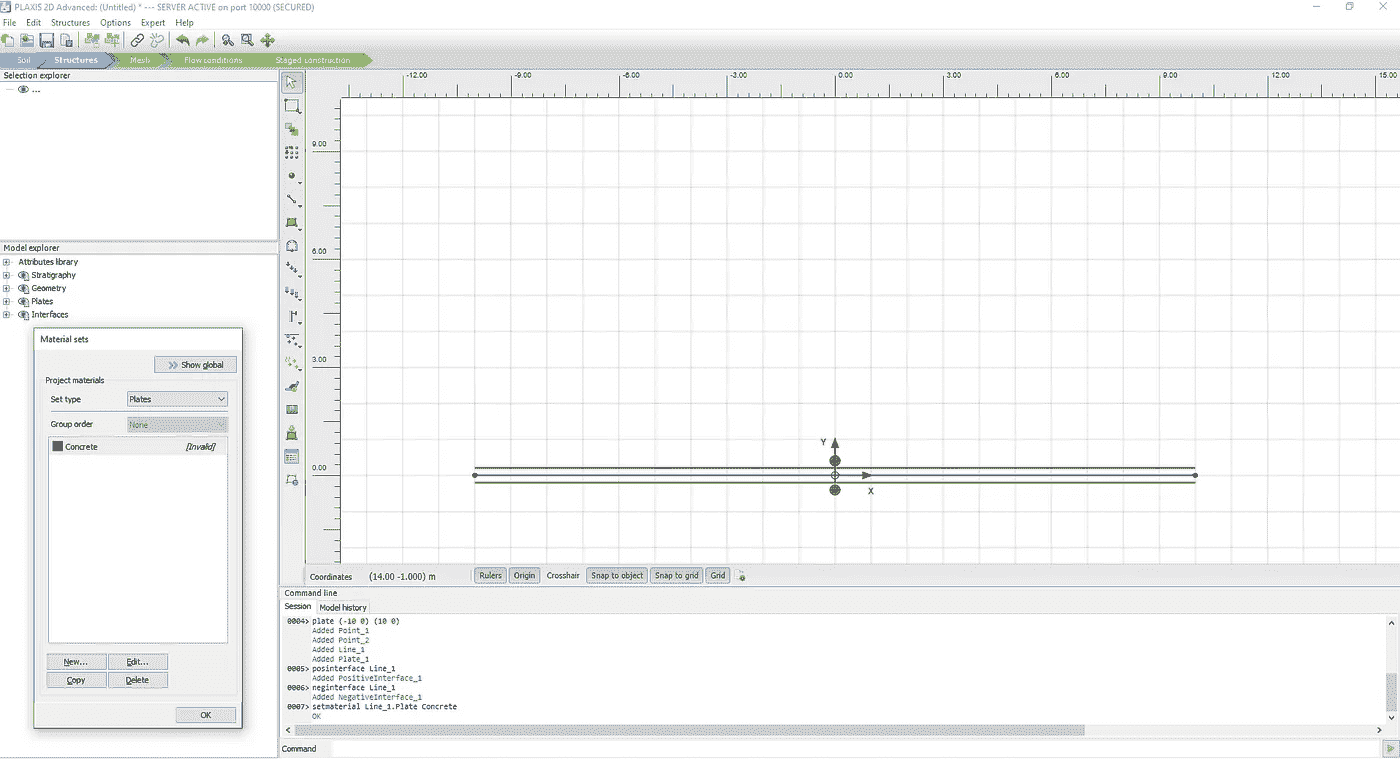 PLAXIS 2D Advanced: (Untitled) * --- SERVER ACTIVE on port 10000 (SECURED)
File Edit Structures Options Expert Help
Soil Structures Mesh Flow conditions Staged construction
Selection explorer
...
Model explorer
Attributes library
Stratigraphy
Geometry
Plates
Interfaces
Material sets
Show global
Project materials
Set type Plates
Group order None
Concrete [Invalid]
New... Edit...
Copy Delete
OK
-12.00 -9.00 -6.00 -3.00 0.00 3.00 6.00 9.00 12.00 15.00
9.00
6.00
3.00
0.00
Y
X
Coordinates (14.00 -1.000) m Rulers Origin Crosshair Snap to object Snap to grid Grid
Command line
Session Model history
0004> plate (-10 0) (10 0)
Added Point_1
Added Point_2
Added Line_1
Added Plate_1
0005> posinterface Line_1
Added PositiveInterface_1
0006> neginterface Line_1
Added NegativeInterface_1
0007> setmaterial Line_1.Plate Concrete
OK
Command